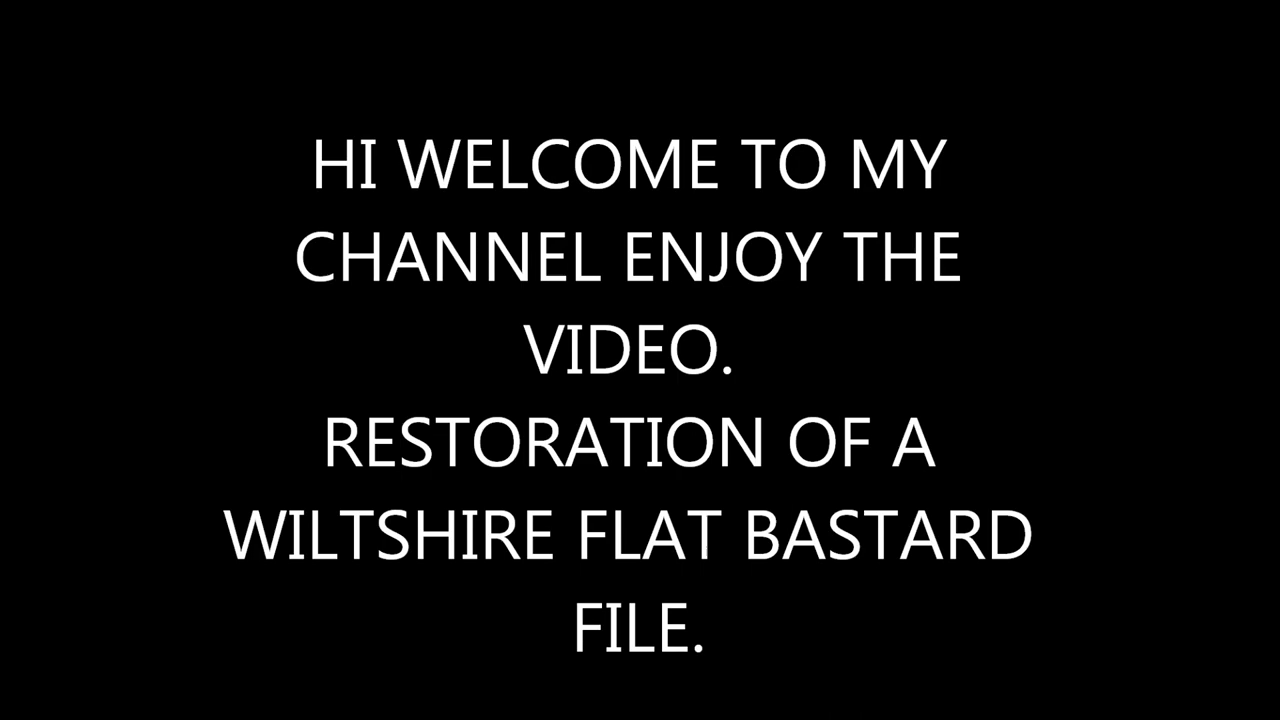 HI WELCOME TO MY
CHANNEL ENJOY THE
VIDEO.
RESTORATION OF A
WILTSHIRE FLAT BASTARD
FILE.